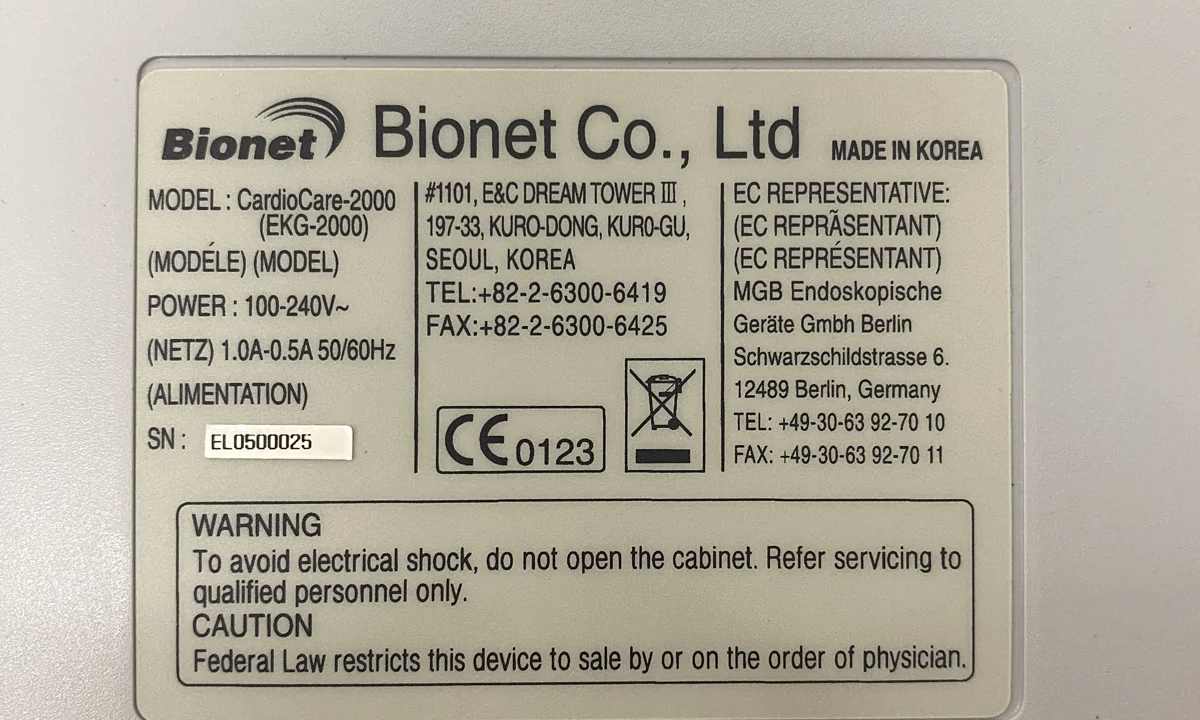 Bionet Bionet Co., Ltd MADE IN KOREA
MODEL : CardioCare-2000
(EKG-2000)
(MODÉLE) (MODEL)
POWER : 100-240V~
(NETZ) 1.0A-0.5A 50/60Hz
(ALIMENTATION)
SN : EL0500025
#1101, E&C DREAM TOWER III ,
197-33, KURO-DONG, KURO-GU,
SEOUL, KOREA
TEL:+82-2-6300-6419
FAX:+82-2-6300-6425
CE 0123
EC REPRESENTATIVE:
(EC REPRÃSENTANT)
(EC REPRÉSENTANT)
MGB Endoskopische
Geräte Gmbh Berlin
Schwarzschildstrasse 6.
12489 Berlin, Germany
TEL: +49-30-63 92-70 10
FAX: +49-30-63 92-70 11
WARNING
To avoid electrical shock, do not open the cabinet. Refer servicing to
qualified personnel only.
CAUTION
Federal Law restricts this device to sale by or on the order of physician.